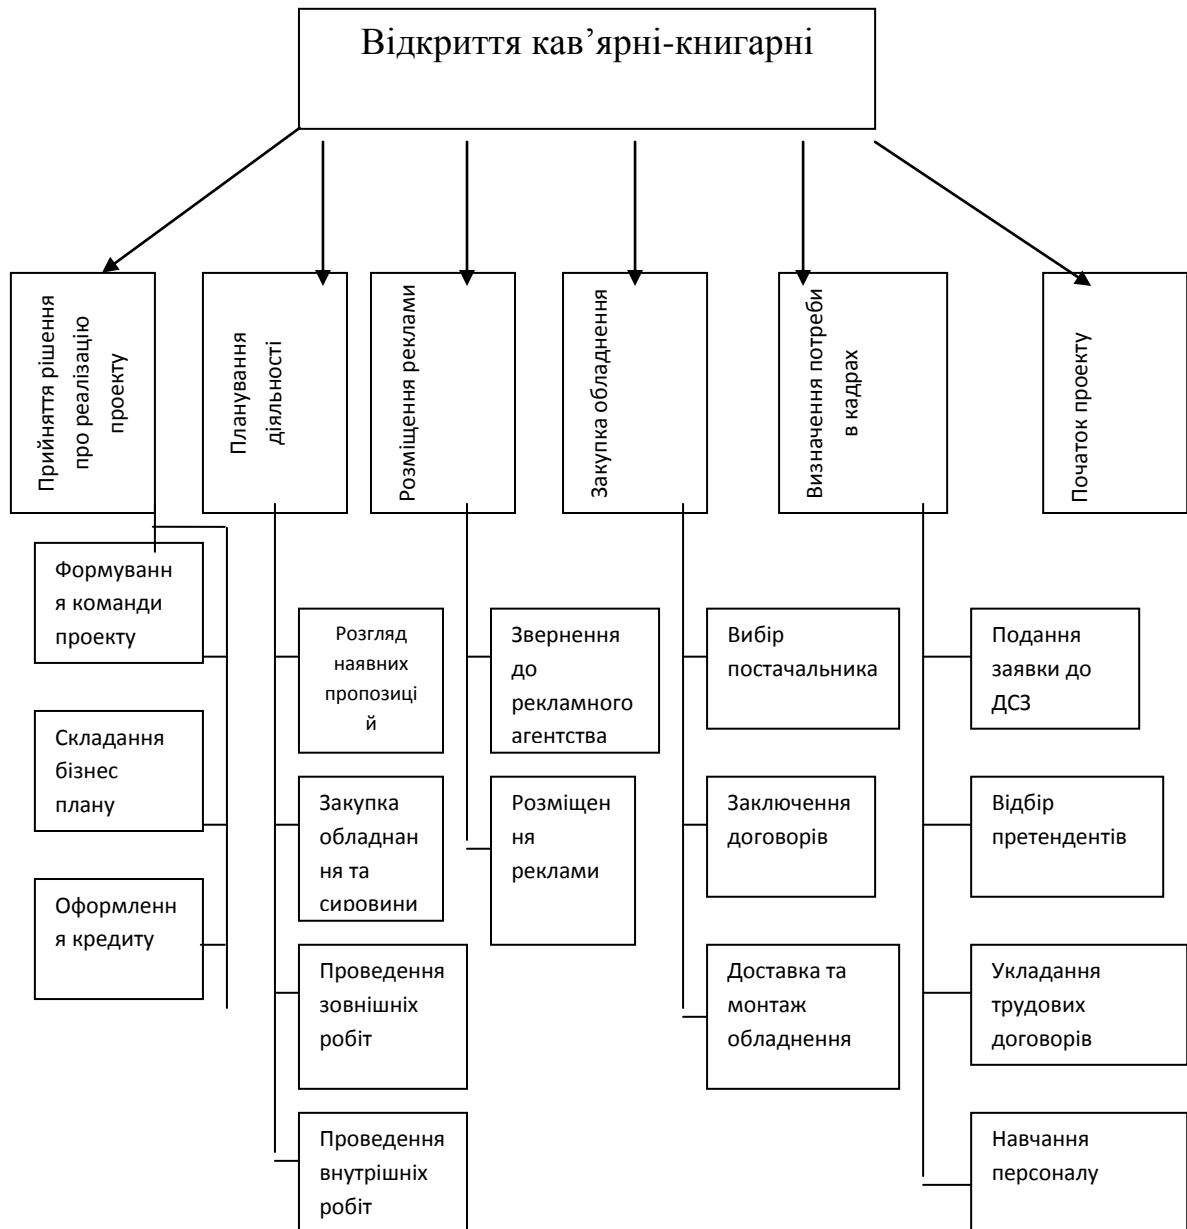 Відкриття кав’ярні-книгарні
Прийняття рішення
про реалізацію
проекту
Планування
діяльності
Розміщення реклами
Закупка обладнення
Визначення потреби
в кадрах
Початок проекту
Формуванн
я команди
проекту
Складання
бізнес
плану
Оформленн
я кредиту
Розгляд
наявних
пропозиці
й
Закупка
обладнан
ня та
сировини
Проведення
зовнішніх
робіт
Проведення
внутрішніх
робіт
Звернення
до
рекламного
агентства
Розміщен
ня
реклами
Вибір
постачальника
Заключення
договорів
Доставка та
монтаж
обладнення
Подання
заявки до
ДСЗ
Відбір
претендентів
Укладання
трудових
договорів
Навчання
персоналу